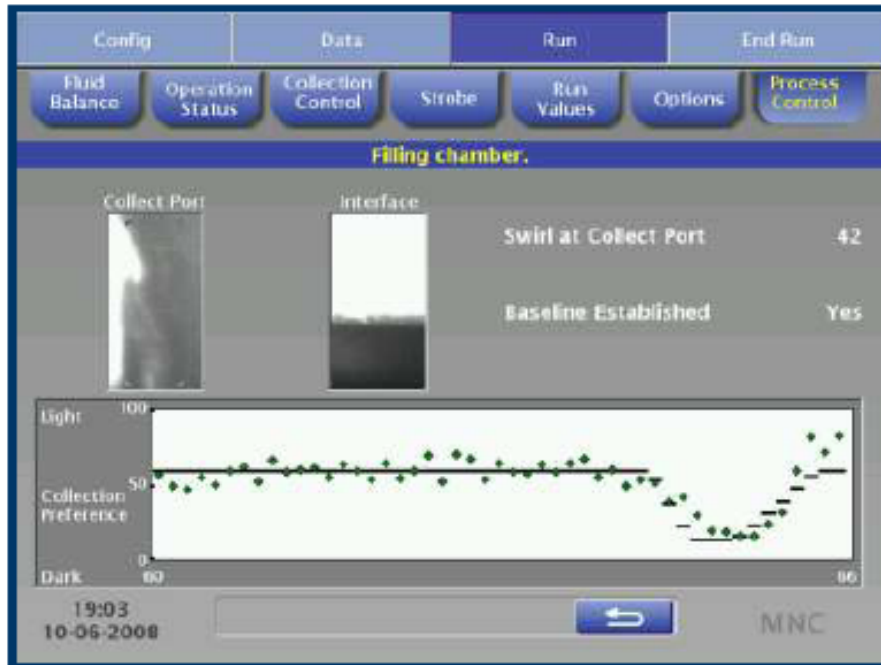 Config Data Run End Run
Fluid Balance Operation Status Collection Control Strobe Run Values Options Process Control
Filling chamber.
Collect Port Interface
Swirl at Collect Port 42
Baseline Established Yes
Light 100
Collection Preference 50
0
Dark 60 66
19:03
10-06-2008
MNC